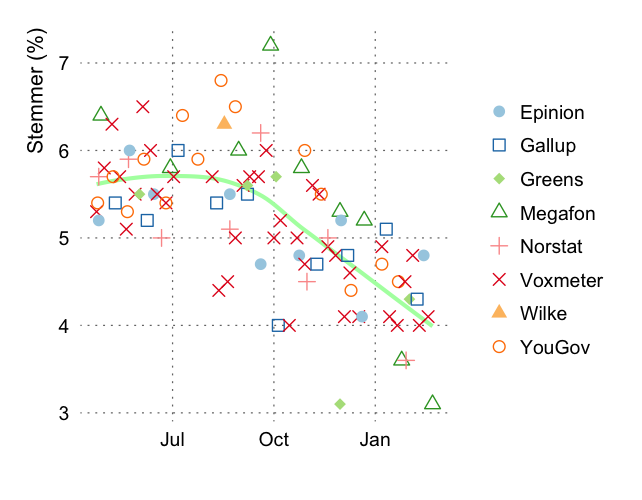 Stemmer (%)
7
6
5
4
3
Jul
Oct
Jan
Epinion
Gallup
Greens
Megafon
Norstat
Voxmeter
Wilke
YouGov